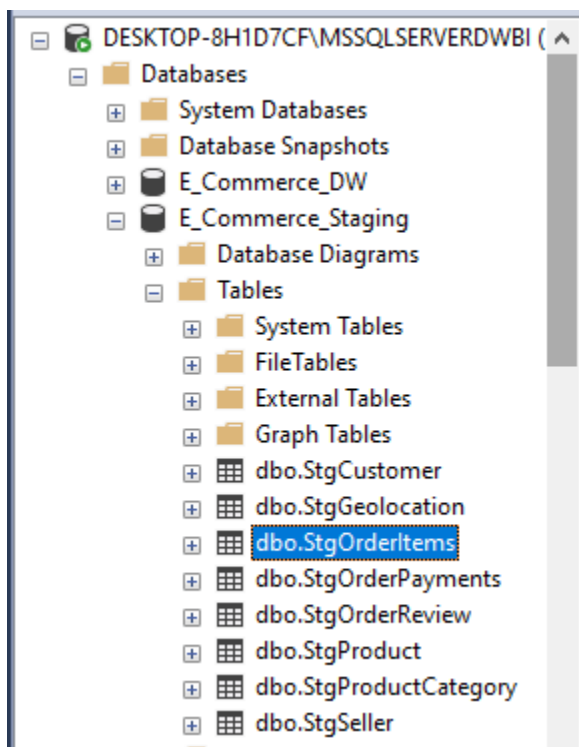 DESKTOP-8H1D7CF\MSSQLSERVERDWBI (
Databases
System Databases
Database Snapshots
E_Commerce_DW
E_Commerce_Staging
Database Diagrams
Tables
System Tables
FileTables
External Tables
Graph Tables
dbo.StgCustomer
dbo.StgGeolocation
dbo.StgOrderItems
dbo.StgOrderPayments
dbo.StgOrderReview
dbo.StgProduct
dbo.StgProductCategory
dbo.StgSeller